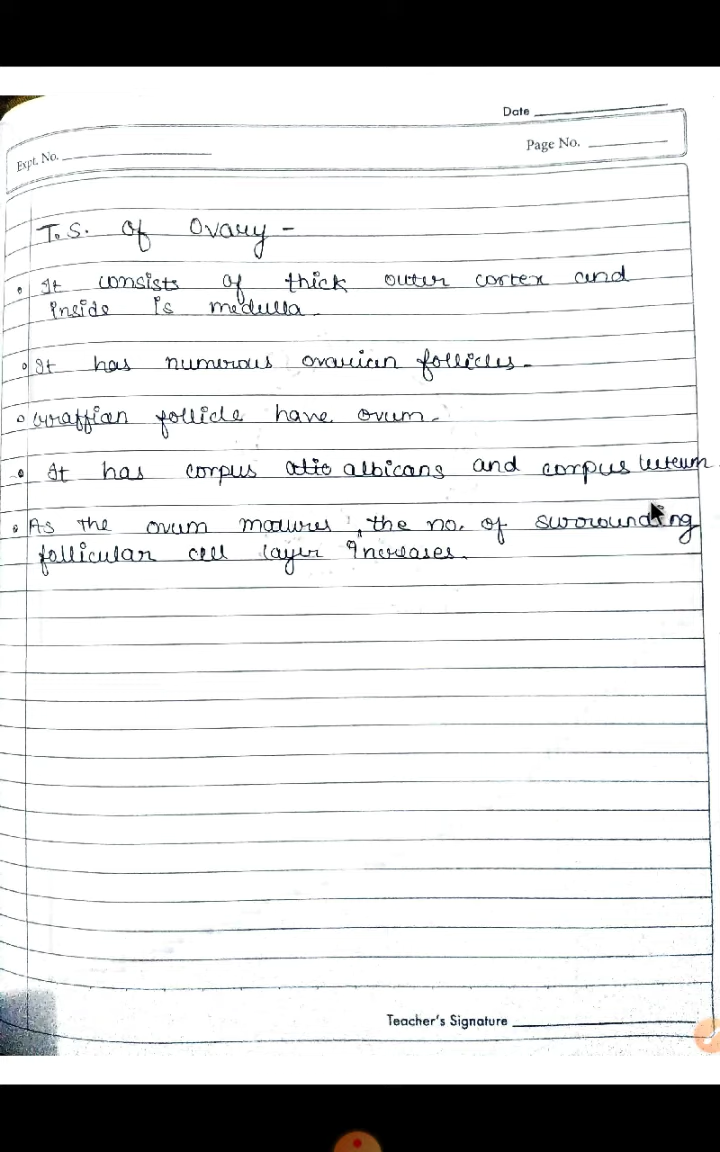 Date
Expt. No.
Page No.
T.S. of Ovary -
• It consists of thick outer cortex and
inside is medulla.
• It has numerous ovarian follicles.
• Graffian follicle have ovum.
• It has corpus albicans and corpus luteum.
• As the ovum matures, the no. of surrounding
follicular cell layer increases.
Teacher's Signature